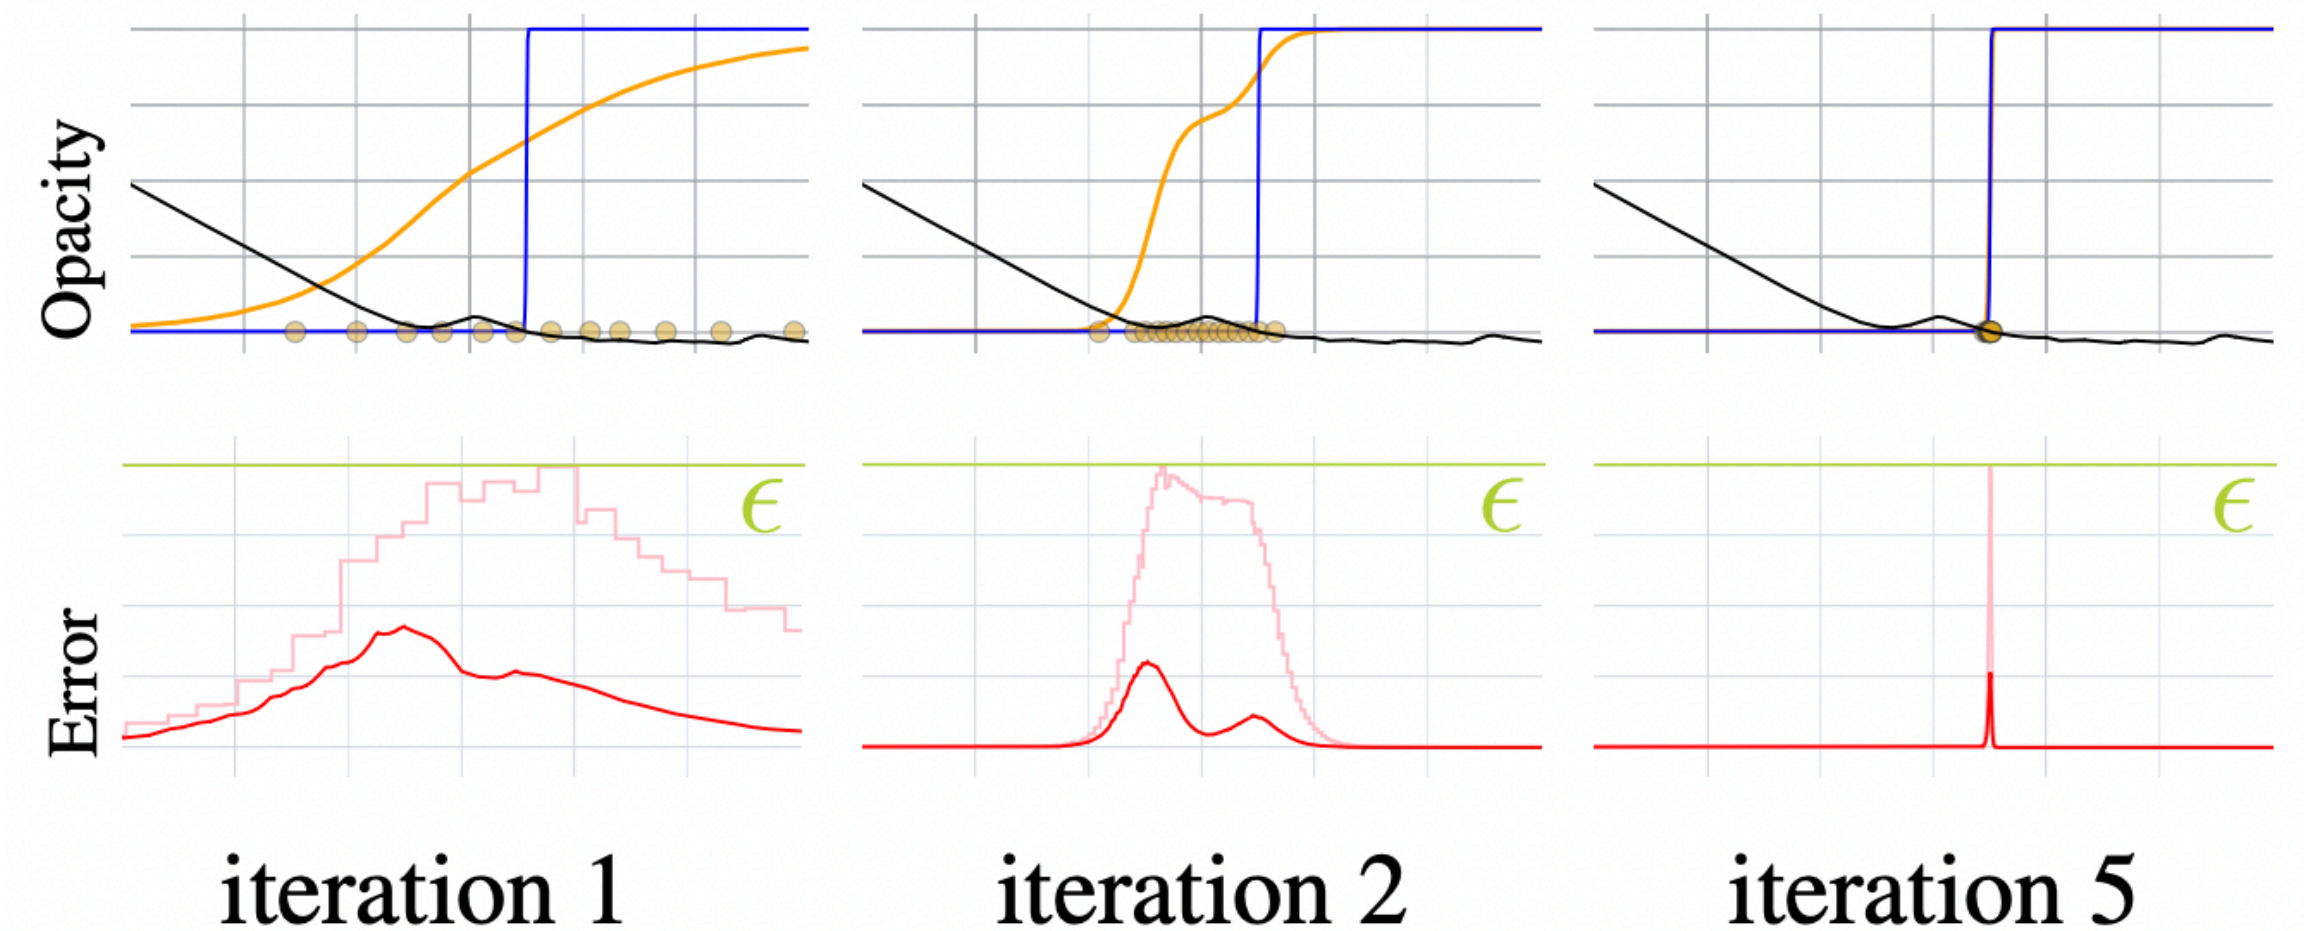 Opacity
Error
ϵ
ϵ
ϵ
iteration 1
iteration 2
iteration 5